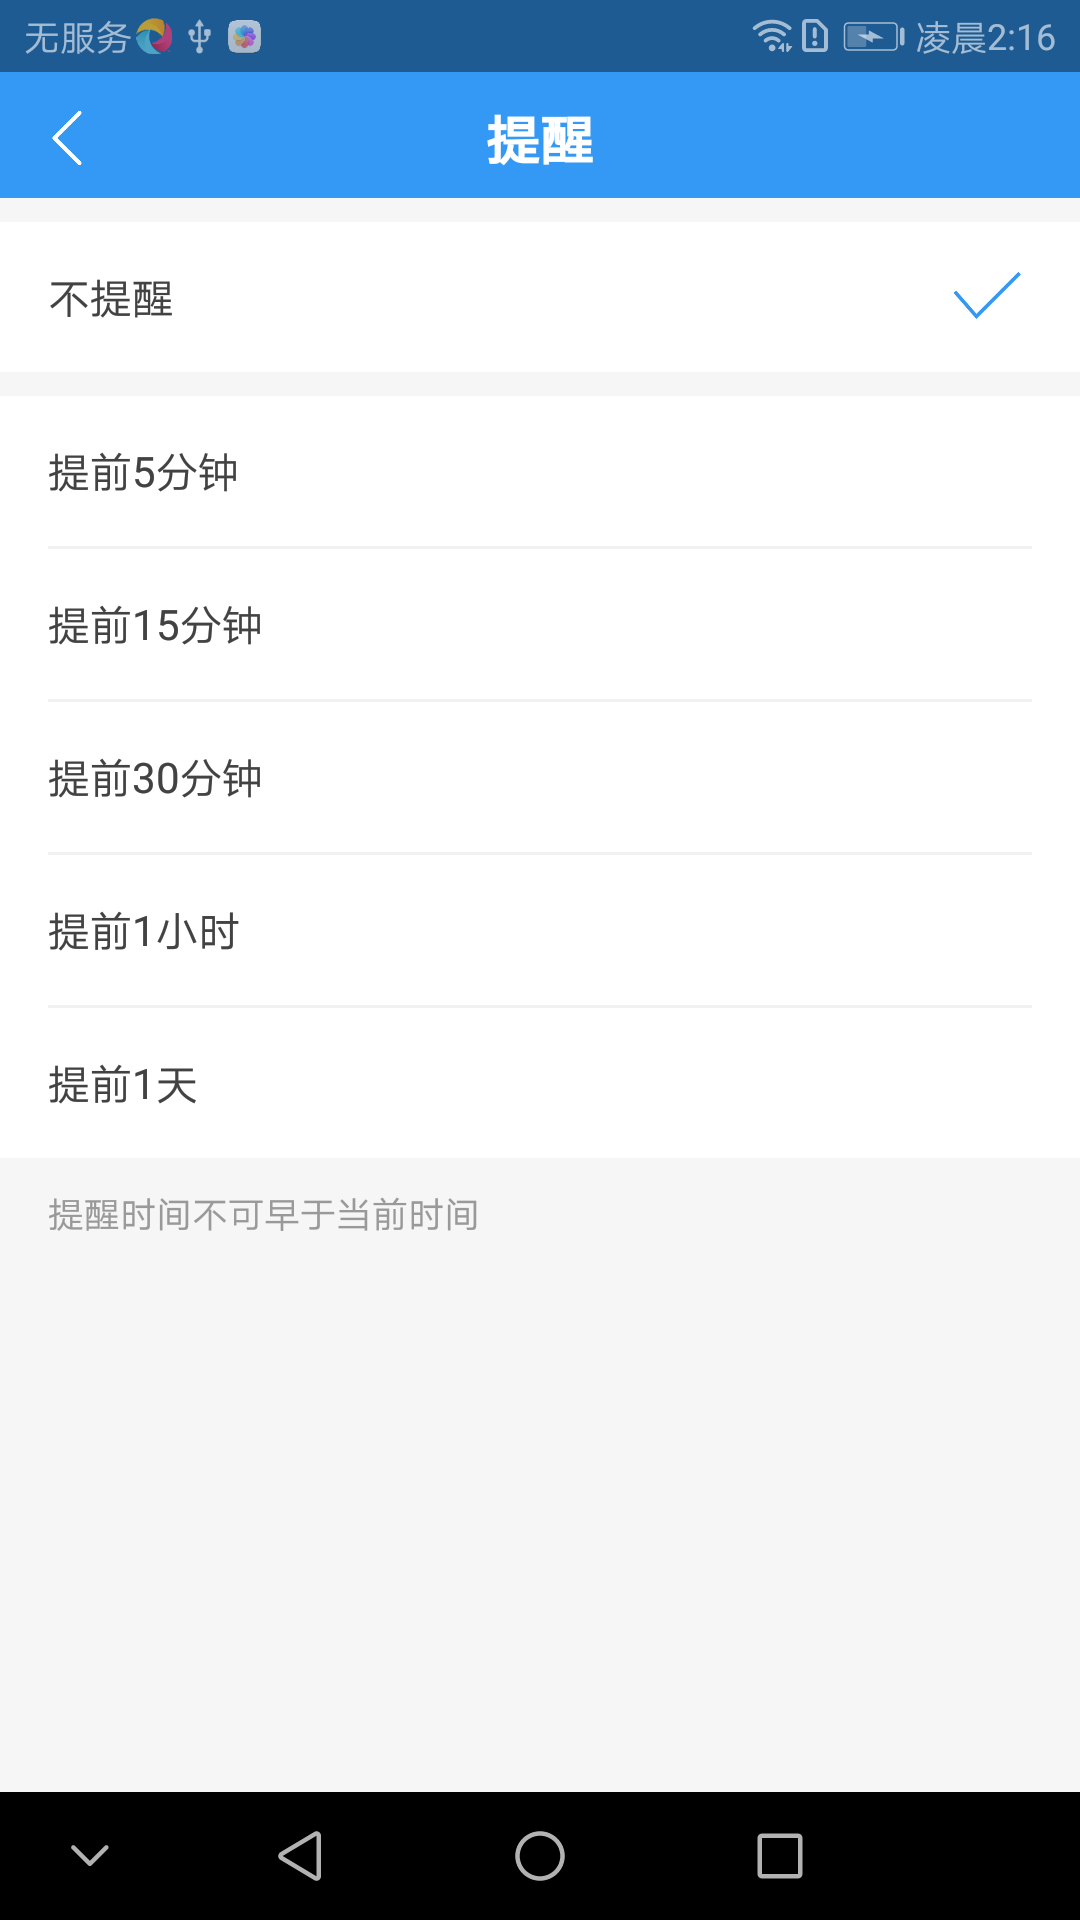 无服务 凌晨2:16
提醒
不提醒
提前5分钟
提前15分钟
提前30分钟
提前1小时
提前1天
提醒时间不可早于当前时间